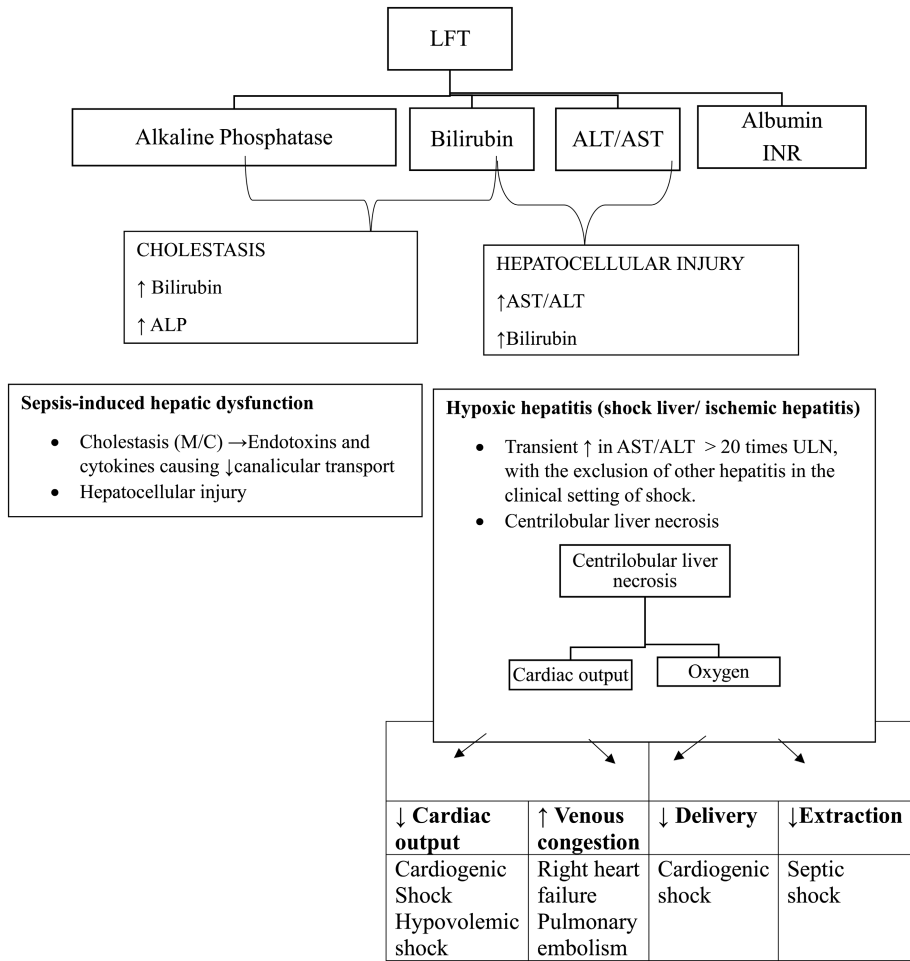 LFT
Alkaline Phosphatase
Bilirubin
ALT/AST
Albumin
INR
CHOLESTASIS
↑ Bilirubin
↑ ALP
HEPATOCELLULAR INJURY
↑AST/ALT
↑Bilirubin
Sepsis-induced hepatic dysfunction
• Cholestasis (M/C) →Endotoxins and
cytokines causing ↓canalicular transport
• Hepatocellular injury
Hypoxic hepatitis (shock liver/ ischemic hepatitis)
• Transient ↑ in AST/ALT > 20 times ULN,
with the exclusion of other hepatitis in the
clinical setting of shock.
• Centrilobular liver necrosis
Centrilobular liver
necrosis
Cardiac output
Oxygen
↓ Cardiac
output
↑ Venous
congestion
↓ Delivery
↓Extraction
Cardiogenic
Shock
Hypovolemic
shock
Right heart
failure
Pulmonary
embolism
Cardiogenic
shock
Septic
shock